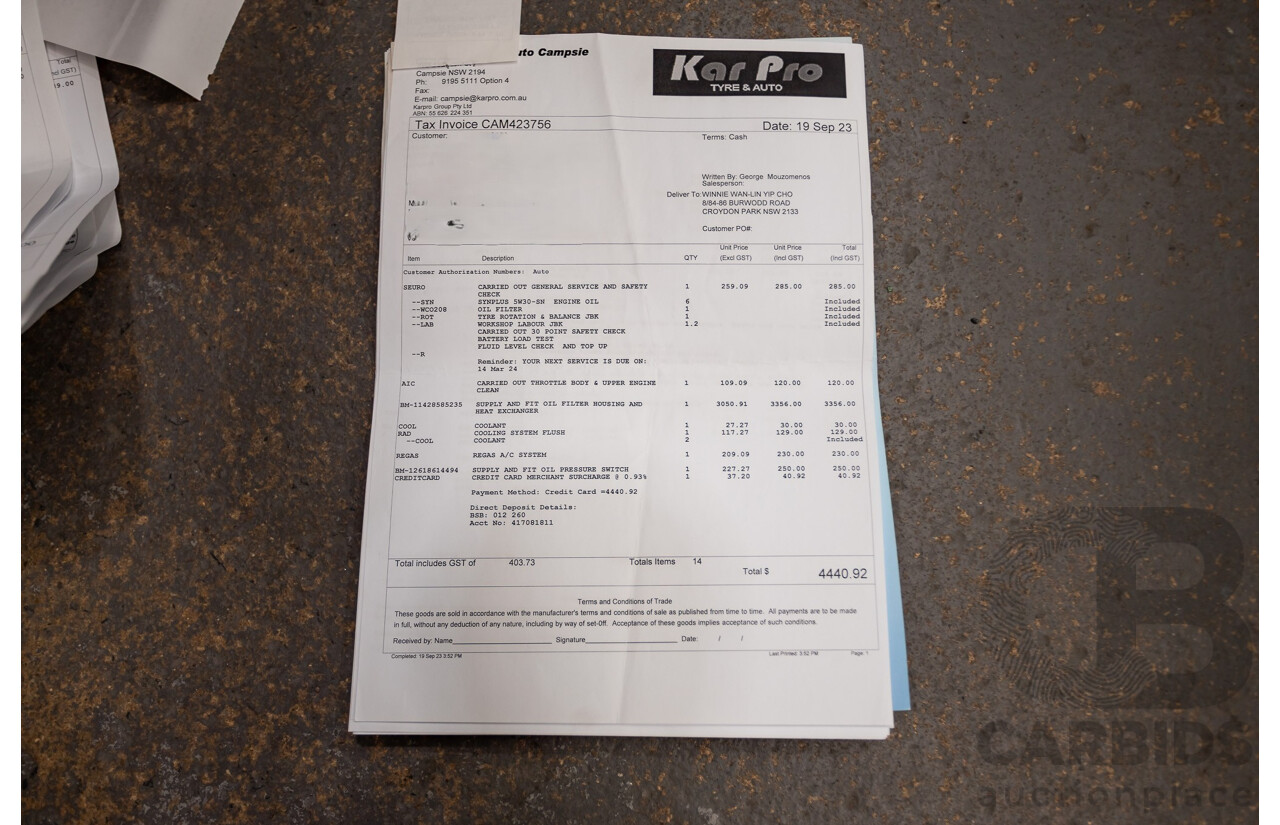 Total
ncl GST)
9.00
uto Campsie
Campsie NSW 2194
Ph: 9195 5111 Option 4
Fax:
E-mail: campsie@karpro.com.au
Karpro Group Pty Ltd
ABN: 55 626 224 351
Kar Pro
TYRE & AUTO
Tax Invoice CAM423756 Date: 19 Sep 23
Customer: Terms: Cash
Written By: George Mouzomenos
Salesperson:
Deliver To: WINNIE WAN-LIN YIP CHO
8/84-86 BURWODD ROAD
CROYDON PARK NSW 2133
Customer PO#:
Unit Price Unit Price Total
Item Description QTY (Excl GST) (Incl GST) (Incl GST)
Customer Authorization Numbers: Auto
SEURO CARRIED OUT GENERAL SERVICE AND SAFETY 1 259.09 285.00 285.00
CHECK
--SYN SYNPLUS 5W30-SN ENGINE OIL 6 Included
--WCO208 OIL FILTER 1 Included
--ROT TYRE ROTATION & BALANCE JBK 1 Included
--LAB WORKSHOP LABOUR JBK 1.2 Included
CARRIED OUT 30 POINT SAFETY CHECK
BATTERY LOAD TEST
FLUID LEVEL CHECK AND TOP UP
--R
Reminder: YOUR NEXT SERVICE IS DUE ON:
14 Mar 24
AIC CARRIED OUT THROTTLE BODY & UPPER ENGINE 1 109.09 120.00 120.00
CLEAN
BM-11428585235 SUPPLY AND FIT OIL FILTER HOUSING AND 1 3050.91 3356.00 3356.00
HEAT EXCHANGER
COOL COOLANT 1 27.27 30.00 30.00
RAD COOLING SYSTEM FLUSH 1 117.27 129.00 129.00
--COOL COOLANT 2 Included
REGAS REGAS A/C SYSTEM 1 209.09 230.00 230.00
BM-12618614494 SUPPLY AND FIT OIL PRESSURE SWITCH 1 227.27 250.00 250.00
CREDITCARD CREDIT CARD MERCHANT SURCHARGE @ 0.93% 1 37.20 40.92 40.92
Payment Method: Credit Card =4440.92
Direct Deposit Details:
BSB: 012 260
Acct No: 417081811
Total includes GST of 403.73 Totals Items 14
Total $ 4440.92
Terms and Conditions of Trade
These goods are sold in accordance with the manufacturer's terms and conditions of sale as published from time to time. All payments are to be made
in full, without any deduction of any nature, including by way of set-0ff. Acceptance of these goods implies acceptance of such conditions.
Received by: Name Signature Date: / /
Completed: 19 Sep 23 3:52 PM Last Printed: 3:52 PM Page: 1
CB
CARBIDS
auctionplace